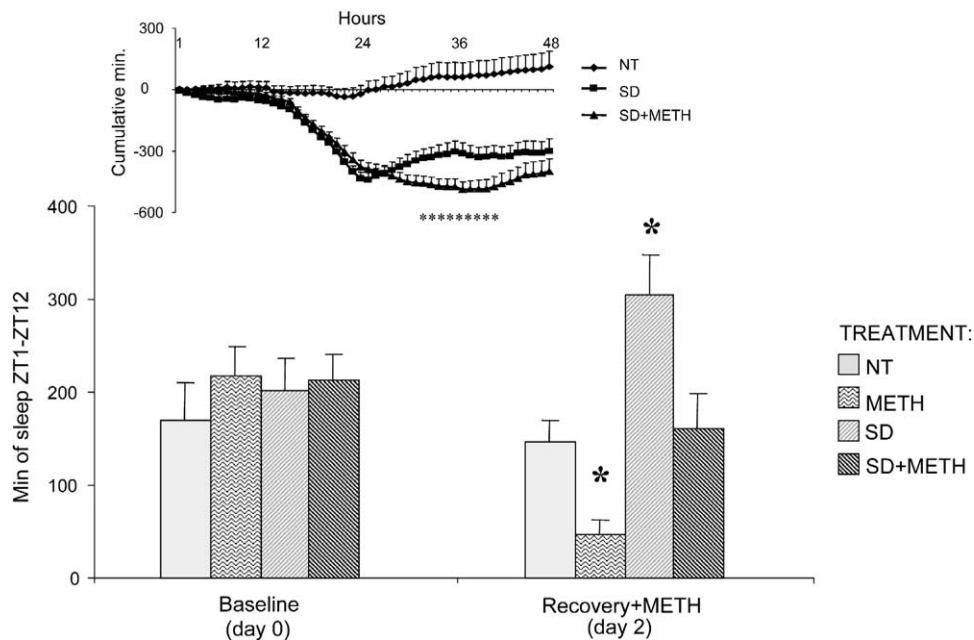 Hours
300
1 12 24 36 48
0
-300
-600
Cumulative min.
NT
SD
SD+METH
*********
400
300
200
100
0
Min of sleep ZT1-ZT12
*
*
TREATMENT:
NT
METH
SD
SD+METH
Baseline
(day 0)
Recovery+METH
(day 2)